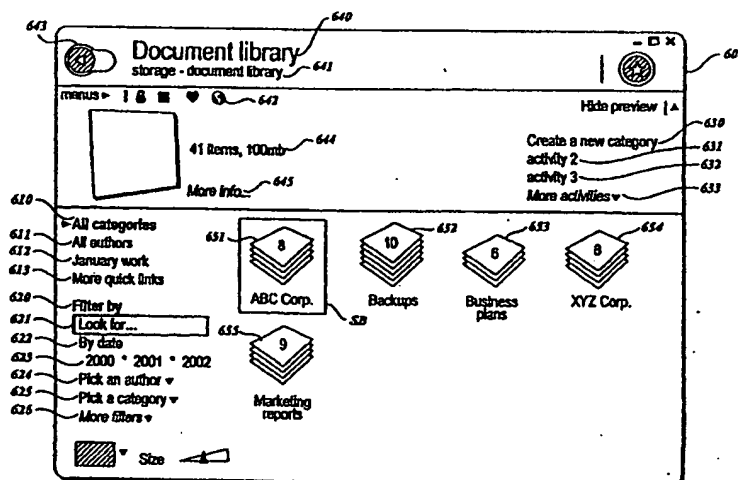 643
640
Document library
storage - document library
641
60
menus
642
Hide preview
41 items, 100mb
644
Create a new category
630
activity 2
631
activity 3
632
More info...
645
More activities
633
610
All categories
611
All authors
612
January work
613
More quick links
651
8
ABC Corp.
10
652
Backups
6
653
Business
plans
8
654
XYZ Corp.
SB
620
Filter by
621
Look for...
622
By date
623
2000 * 2001 * 2002
624
Pick an author
625
Pick a category
626
More filters
655
9
Marketing
reports
Size